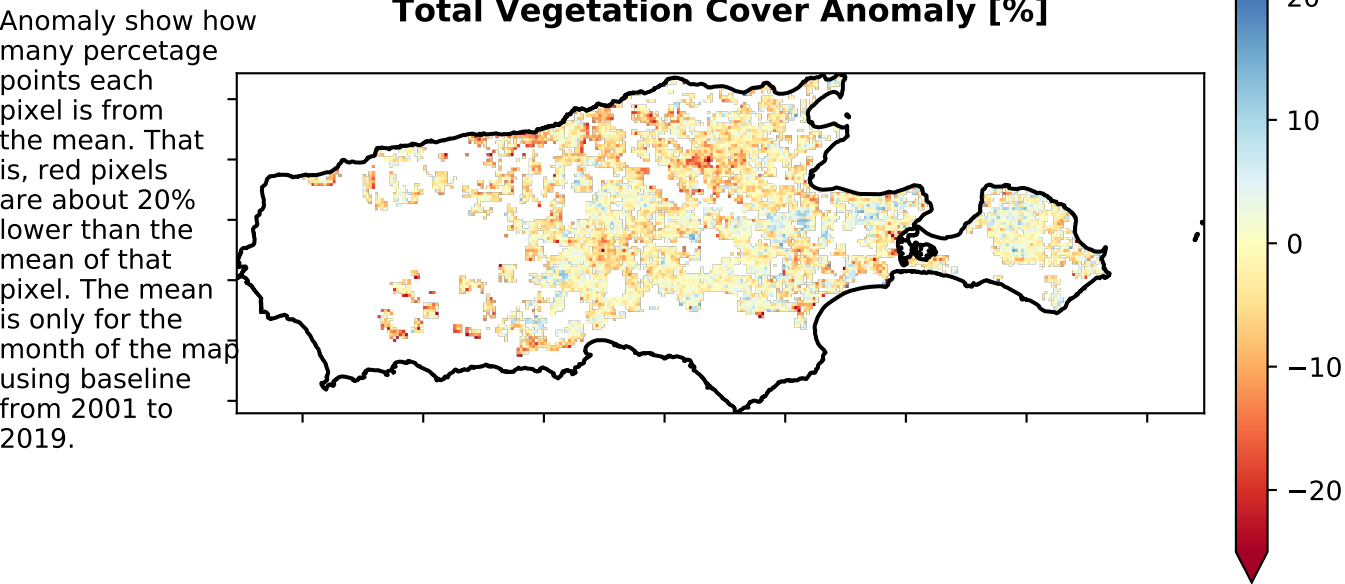 Total Vegetation Cover Anomaly [%]
Anomaly show how
many percetage
points each
pixel is from
the mean. That
is, red pixels
are about 20%
lower than the
mean of that
pixel. The mean
is only for the
month of the map
using baseline
from 2001 to
2019.
20
10
0
−10
−20